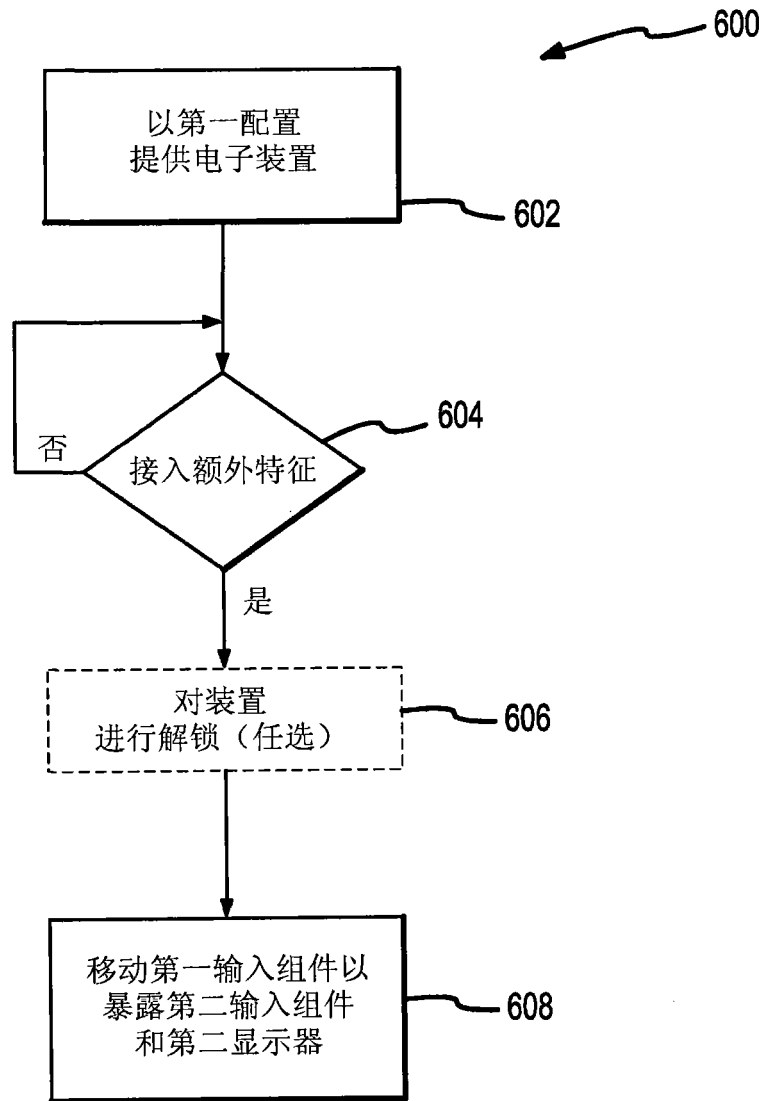 600
以第一配置
提供电子装置
602
604
接入额外特征
否
是
对装置
进行解锁（任选）
606
移动第一输入组件以
暴露第二输入组件
和第二显示器
608